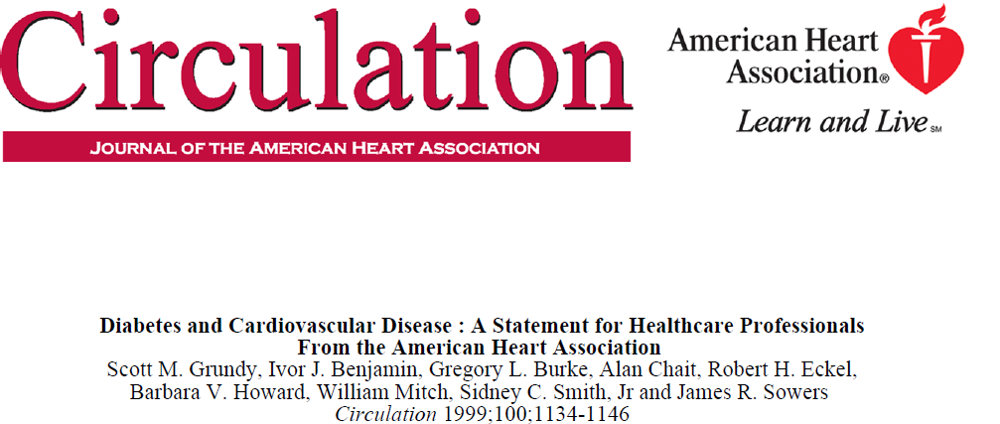 Circulation
JOURNAL OF THE AMERICAN HEART ASSOCIATION
American Heart
Association®
Learn and Live℠
Diabetes and Cardiovascular Disease : A Statement for Healthcare Professionals
From the American Heart Association
Scott M. Grundy, Ivor J. Benjamin, Gregory L. Burke, Alan Chait, Robert H. Eckel,
Barbara V. Howard, William Mitch, Sidney C. Smith, Jr and James R. Sowers
Circulation 1999;100;1134-1146